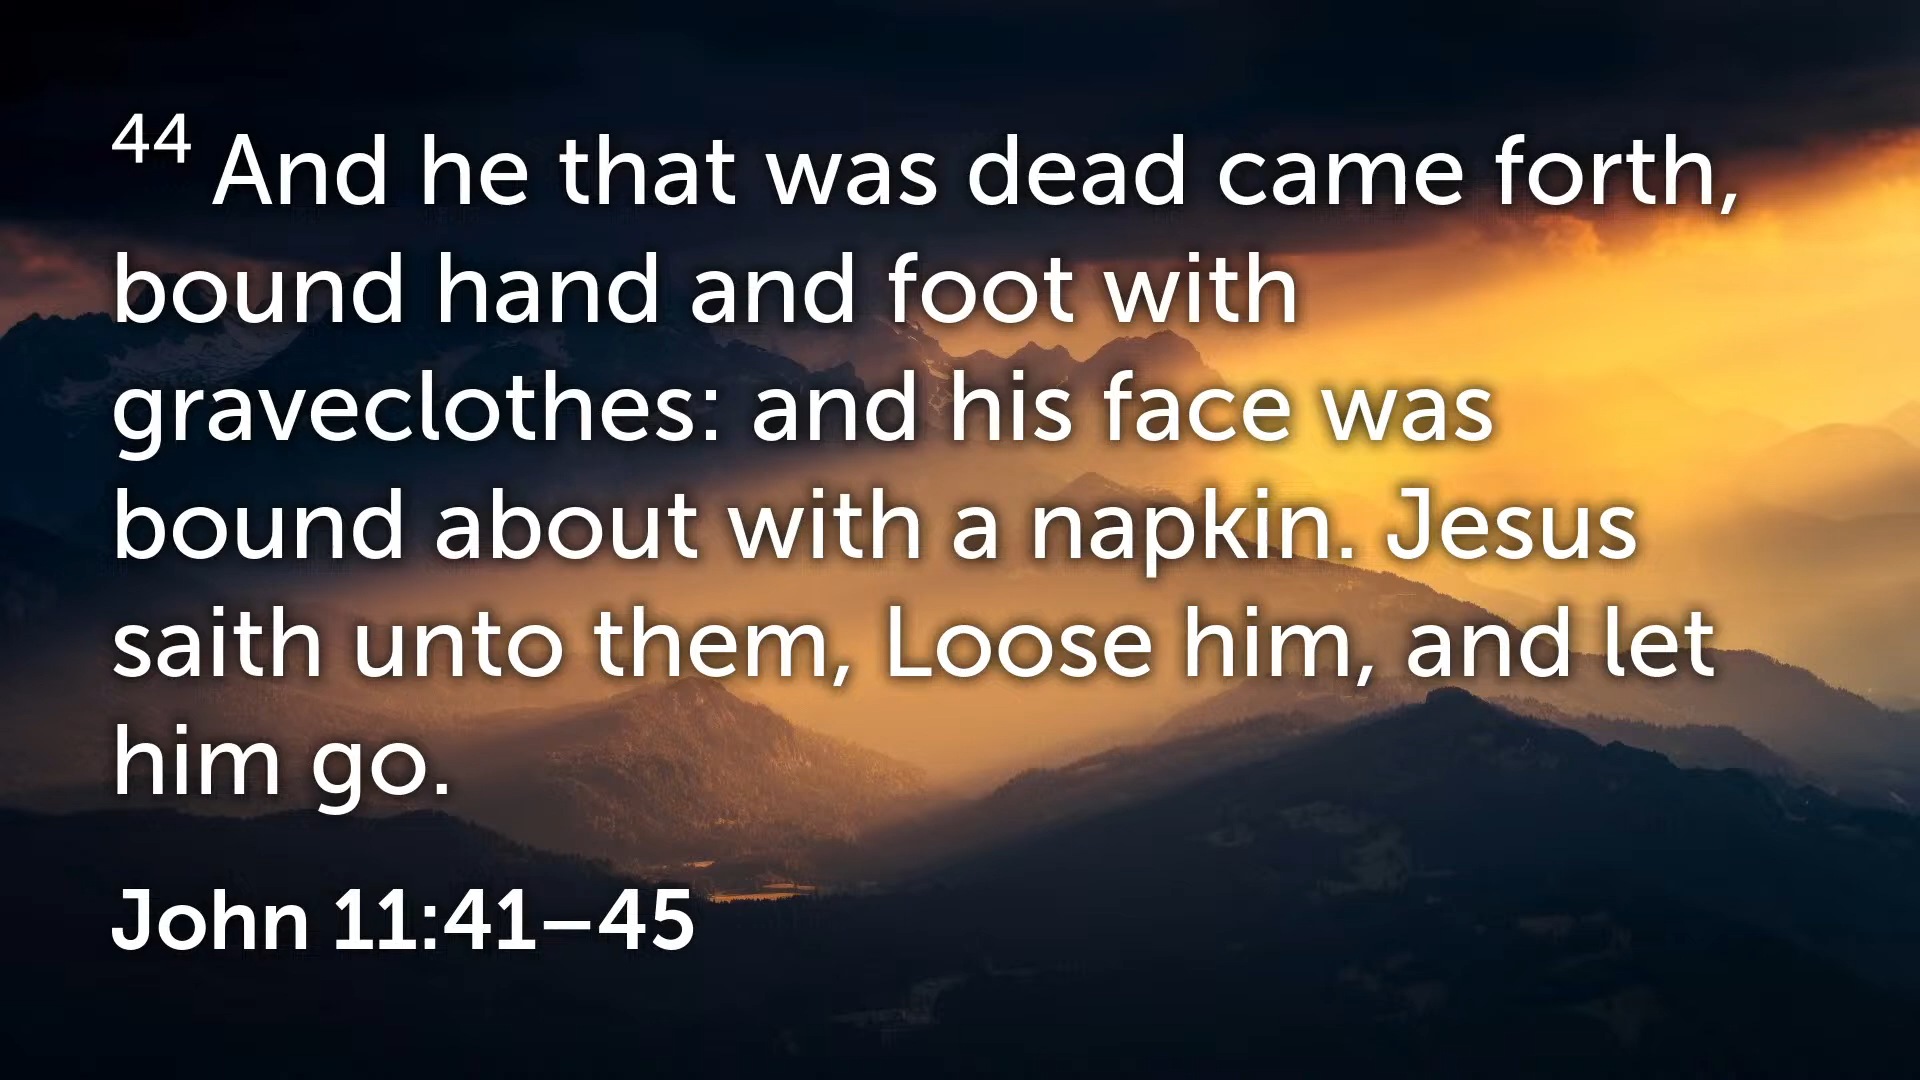 44 And he that was dead came forth,
bound hand and foot with
graveclothes: and his face was
bound about with a napkin. Jesus
saith unto them, Loose him, and let
him go.
John 11:41–45